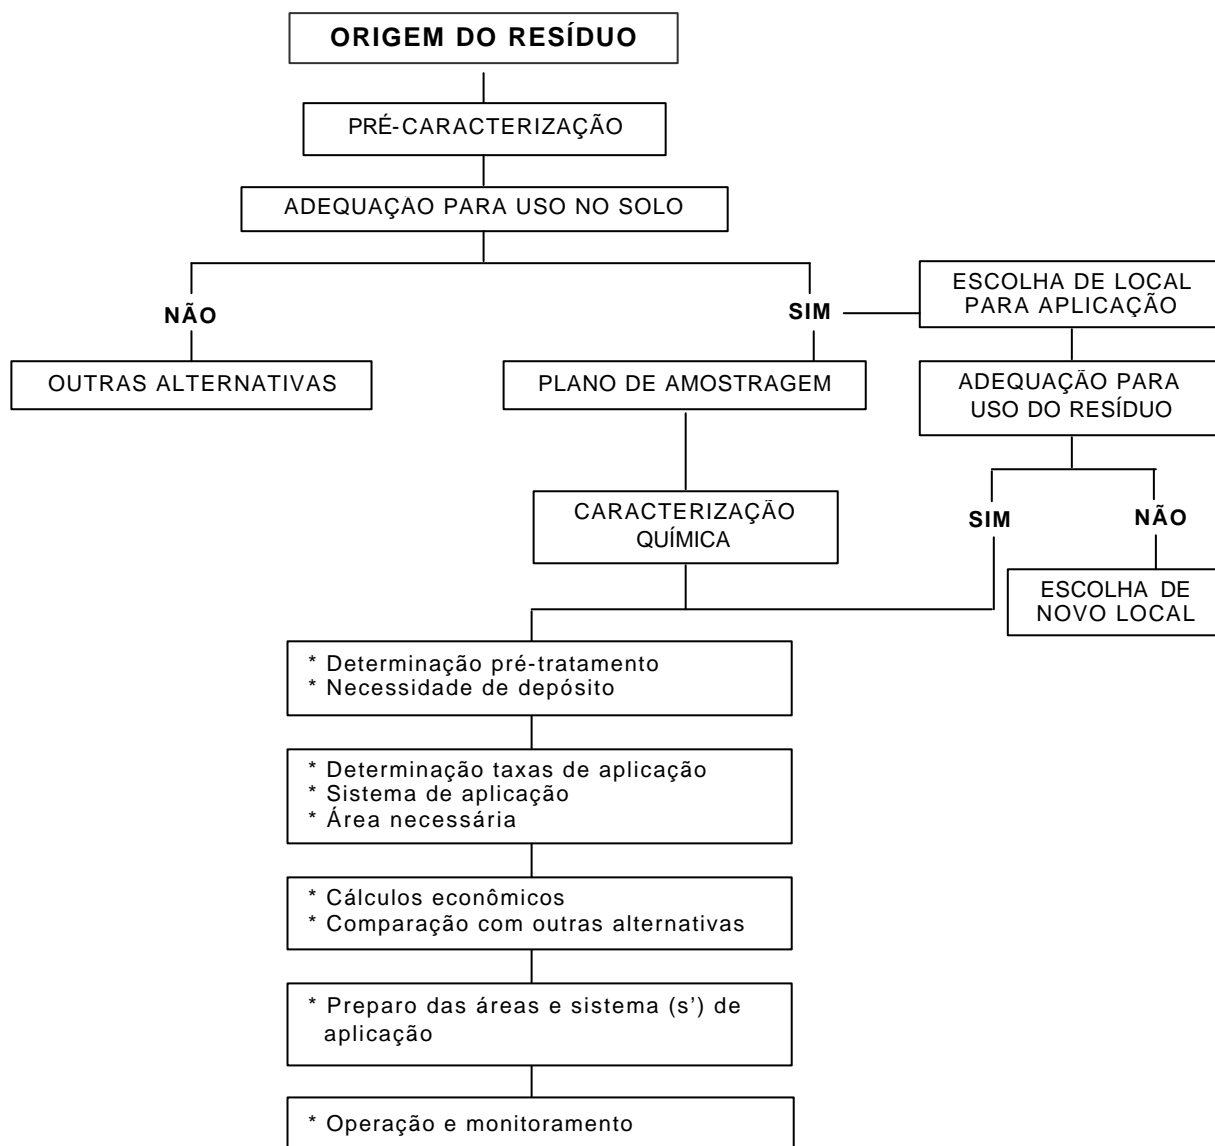 ORIGEM DO RESÍDUO
PRÉ-CARACTERIZAÇÃO
ADEQUAÇÃO PARA USO NO SOLO
NÃO
SIM
ESCOLHA DE LOCAL
PARA APLICAÇÃO
OUTRAS ALTERNATIVAS
PLANO DE AMOSTRAGEM
ADEQUAÇÃO PARA
USO DO RESÍDUO
CARACTERIZAÇÃO
QUÍMICA
SIM
NÃO
ESCOLHA DE
NOVO LOCAL
* Determinação pré-tratamento
* Necessidade de depósito
* Determinação taxas de aplicação
* Sistema de aplicação
* Área necessária
* Cálculos econômicos
* Comparação com outras alternativas
* Preparo das áreas e sistema (s’) de
aplicação
* Operação e monitoramento